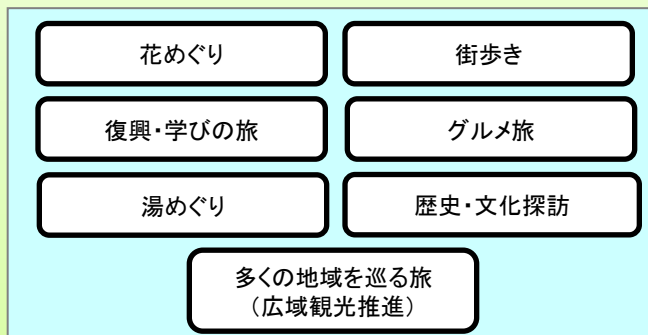 花めぐり
街歩き
復興・学びの旅
グルメ旅
湯めぐり
歴史・文化探訪
多くの地域を巡る旅
（広域観光推進）